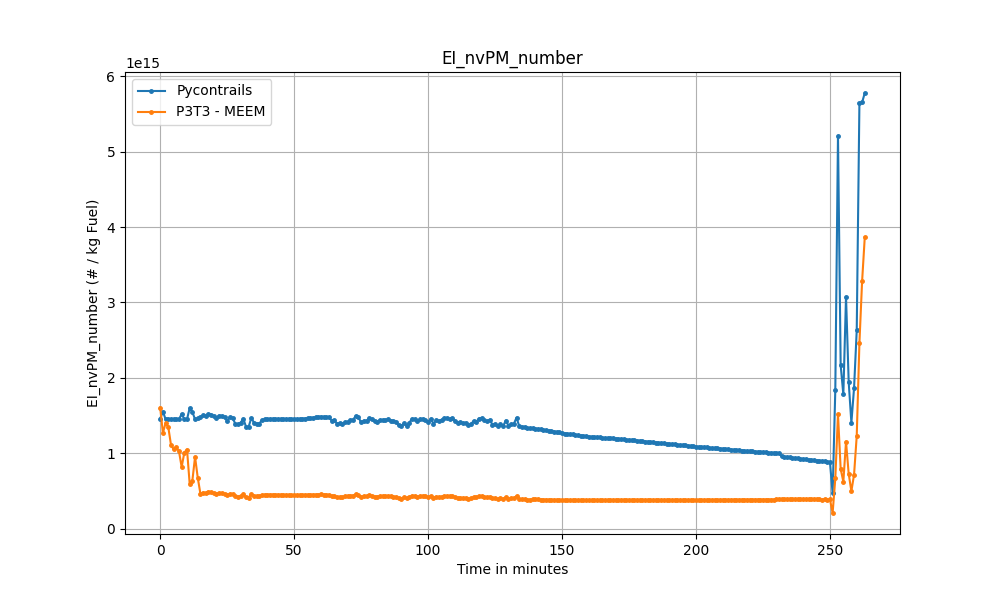 EI_nvPM_number
1e15
Pycontrails
P3T3 - MEEM
EI_nvPM_number (# / kg Fuel)
6
5
4
3
2
1
0
0 50 100 150 200 250
Time in minutes